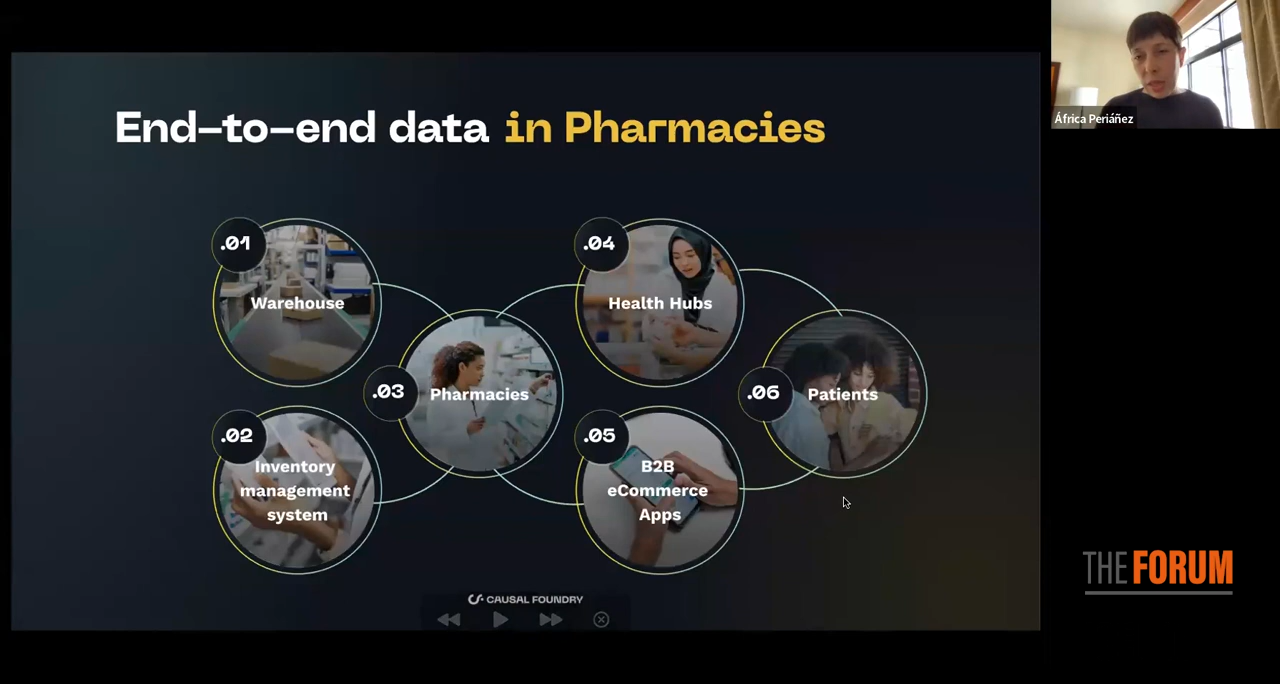 End-to-end data in Pharmacies
.01
Warehouse
.02
Inventory
management
system
.03
Pharmacies
.04
Health Hubs
.05
B2B
eCommerce
Apps
.06
Patients
CAUSAL FOUNDRY
África Periáñez
THE FORUM